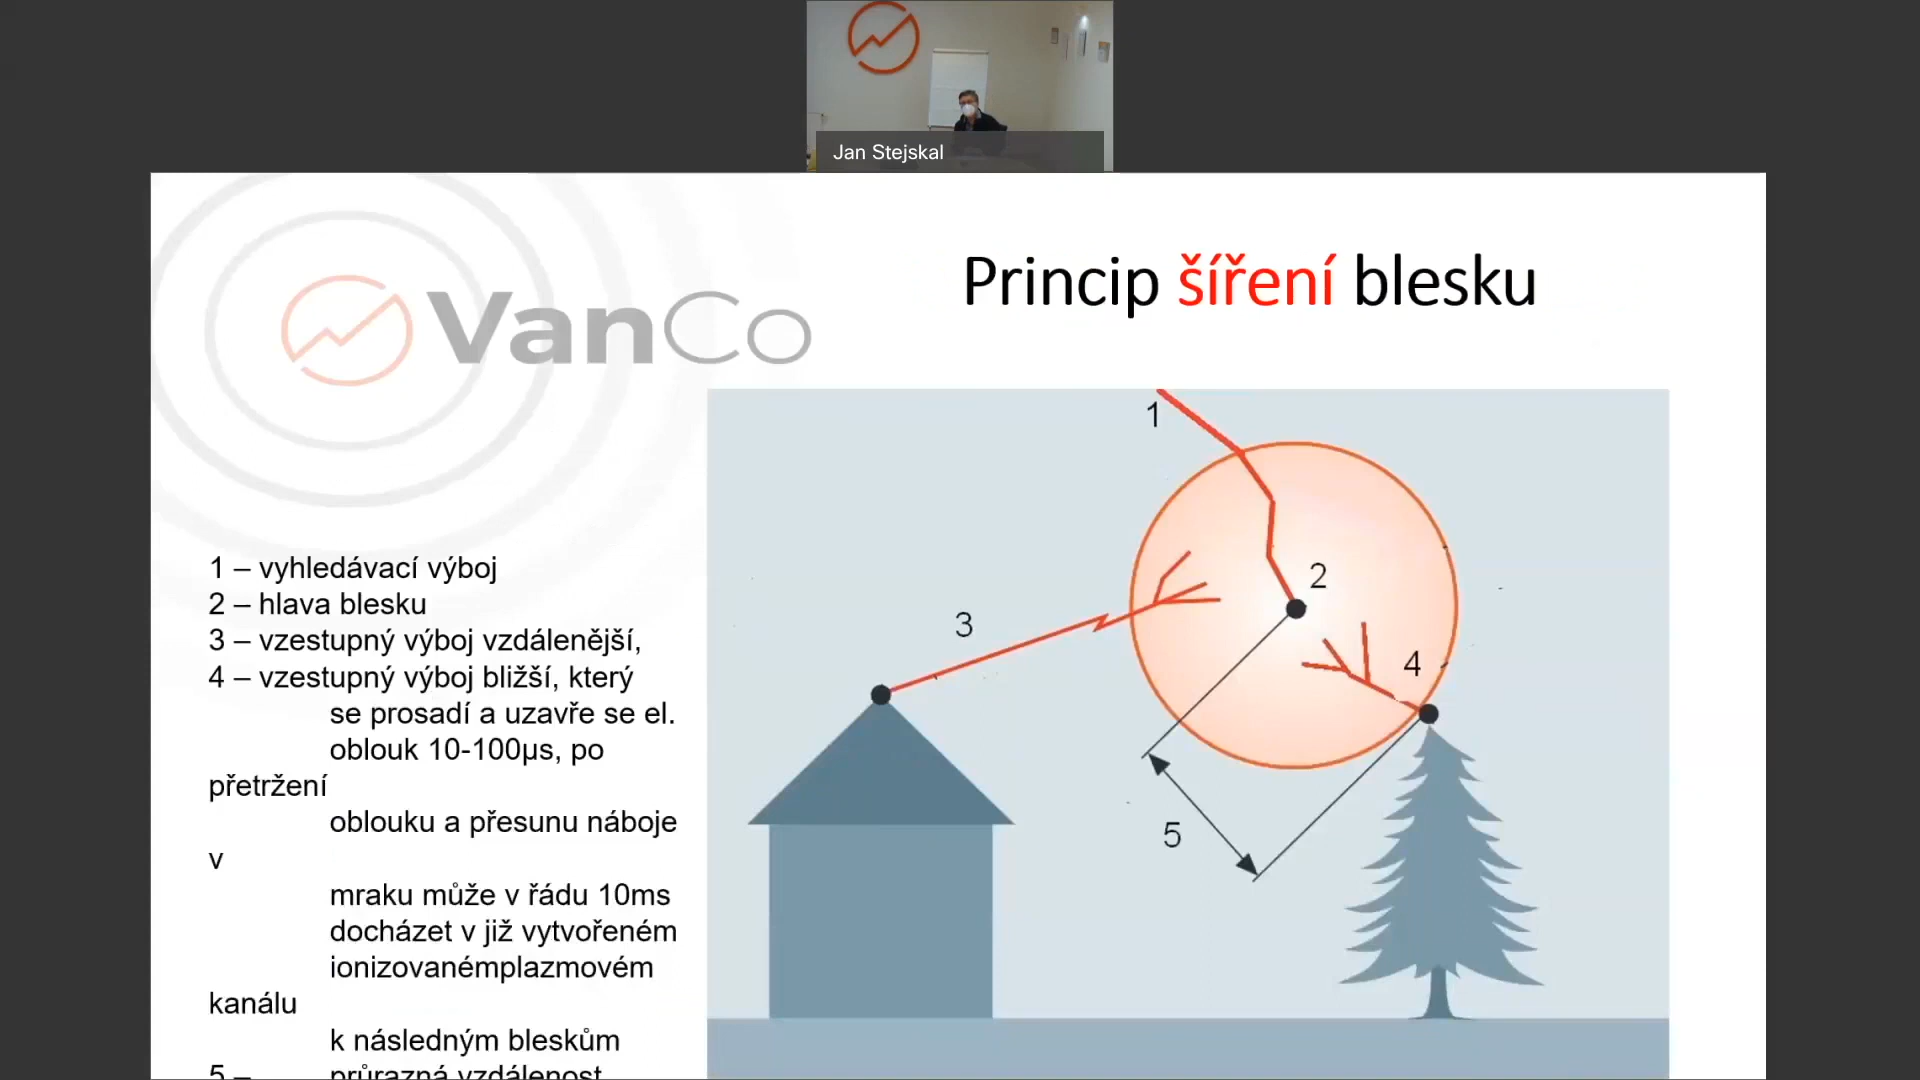 Jan Stejskal
VanCo
Princip šíření blesku
1 – vyhledávací výboj
2 – hlava blesku
3 – vzestupný výboj vzdálenější,
4 – vzestupný výboj bližší, který
se prosadí a uzavře se el.
oblouk 10-100µs, po
přetržení
oblouku a přesunu náboje
v
mraku může v řádu 10ms
docházet v již vytvořeném
ionizovanémplazmovém
kanálu
k následným bleskům
5 – průrazná vzdálenost
1
2
3
4
5